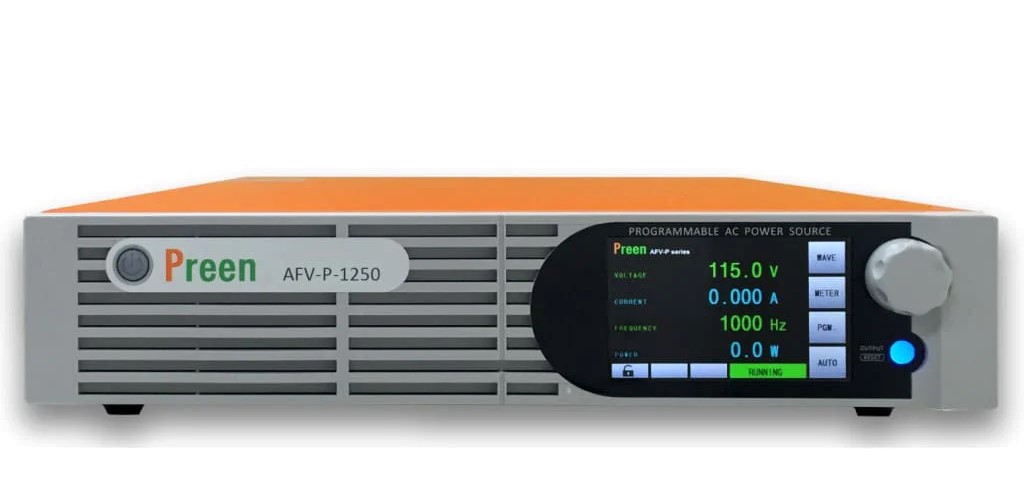 PROGRAMMABLE AC POWER SOURCE
Preen AFV-P-1250
Preen AFV-P series
VOLTAGE 115.0 V
CURRENT 0.000 A
FREQUENCY 1000 Hz
POWER 0.0 W
RUNNING
WAVE
METER
PGM.
AUTO
OUTPUT
RESET